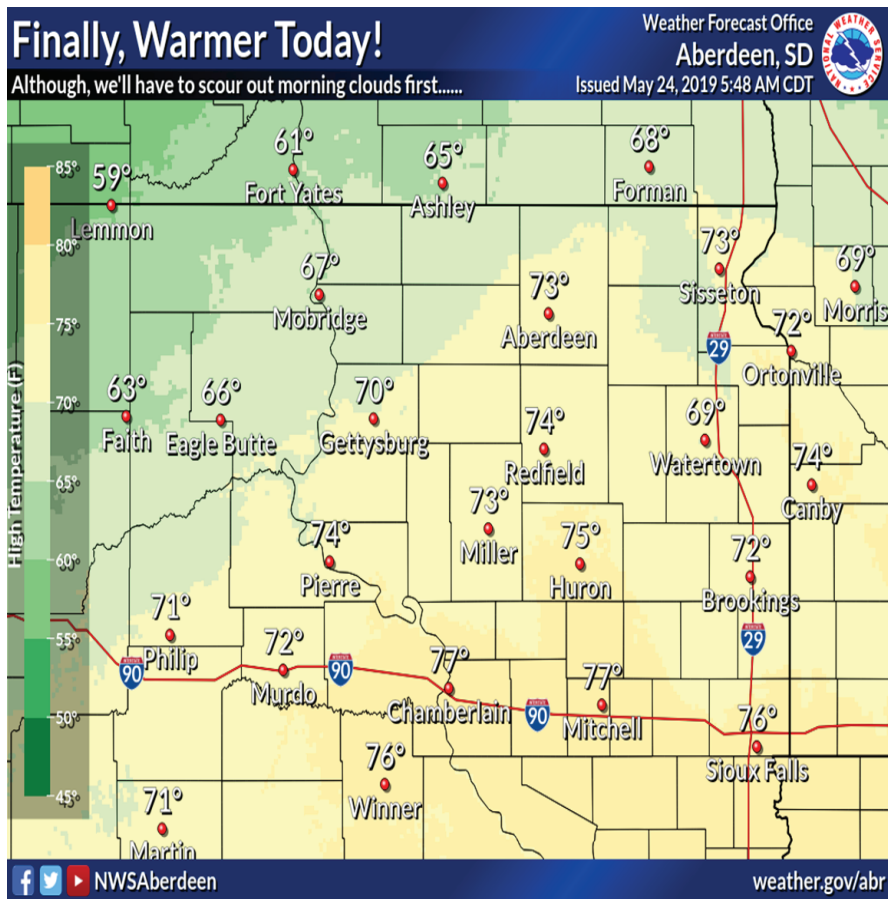 Finally, Warmer Today!
Although, we'll have to scour out morning clouds first......
Weather Forecast Office
Aberdeen, SD
Issued May 24, 2019 5:48 AM CDT
NATIONAL WEATHER SERVICE
High Temperature (F)
85°
80°
75°
70°
65°
60°
55°
50°
45°
59°
Lemmon
61°
Fort Yates
65°
Ashley
68°
Forman
67°
Mobridge
73°
Aberdeen
73°
Sisseton
69°
Morris
29
72°
Ortonville
63°
Faith
66°
Eagle Butte
70°
Gettysburg
74°
Redfield
69°
Watertown
74°
Canby
74°
Pierre
73°
Miller
75°
Huron
72°
Brookings
29
71°
Philip
90
72°
Murdo
90
77°
Chamberlain
90
77°
Mitchell
76°
Sioux Falls
76°
Winner
71°
Martin
NWSAberdeen
weather.gov/abr